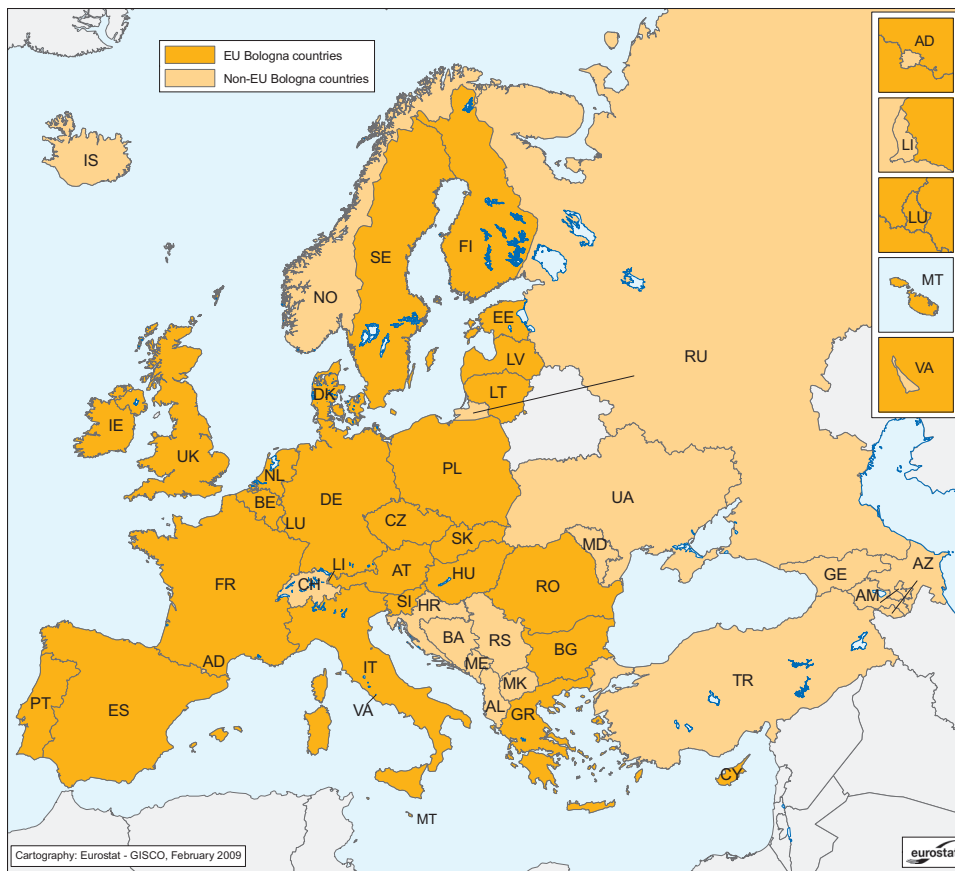 EU Bologna countries
Non-EU Bologna countries
AD
IS
LI
LU
SE
FI
MT
NO
EE
RU
LV
VA
LT
DK
IE
UK
PL
NL
DE
UA
BE
LU
CZ
SK
MD
LI
AT
HU
GE
AZ
CH
FR
RO
AM
SI
HR
BA
RS
BG
AD
IT
ME
TR
MK
PT
ES
VA
AL
GR
CY
MT
Cartography: Eurostat - GISCO, February 2009
eurostat